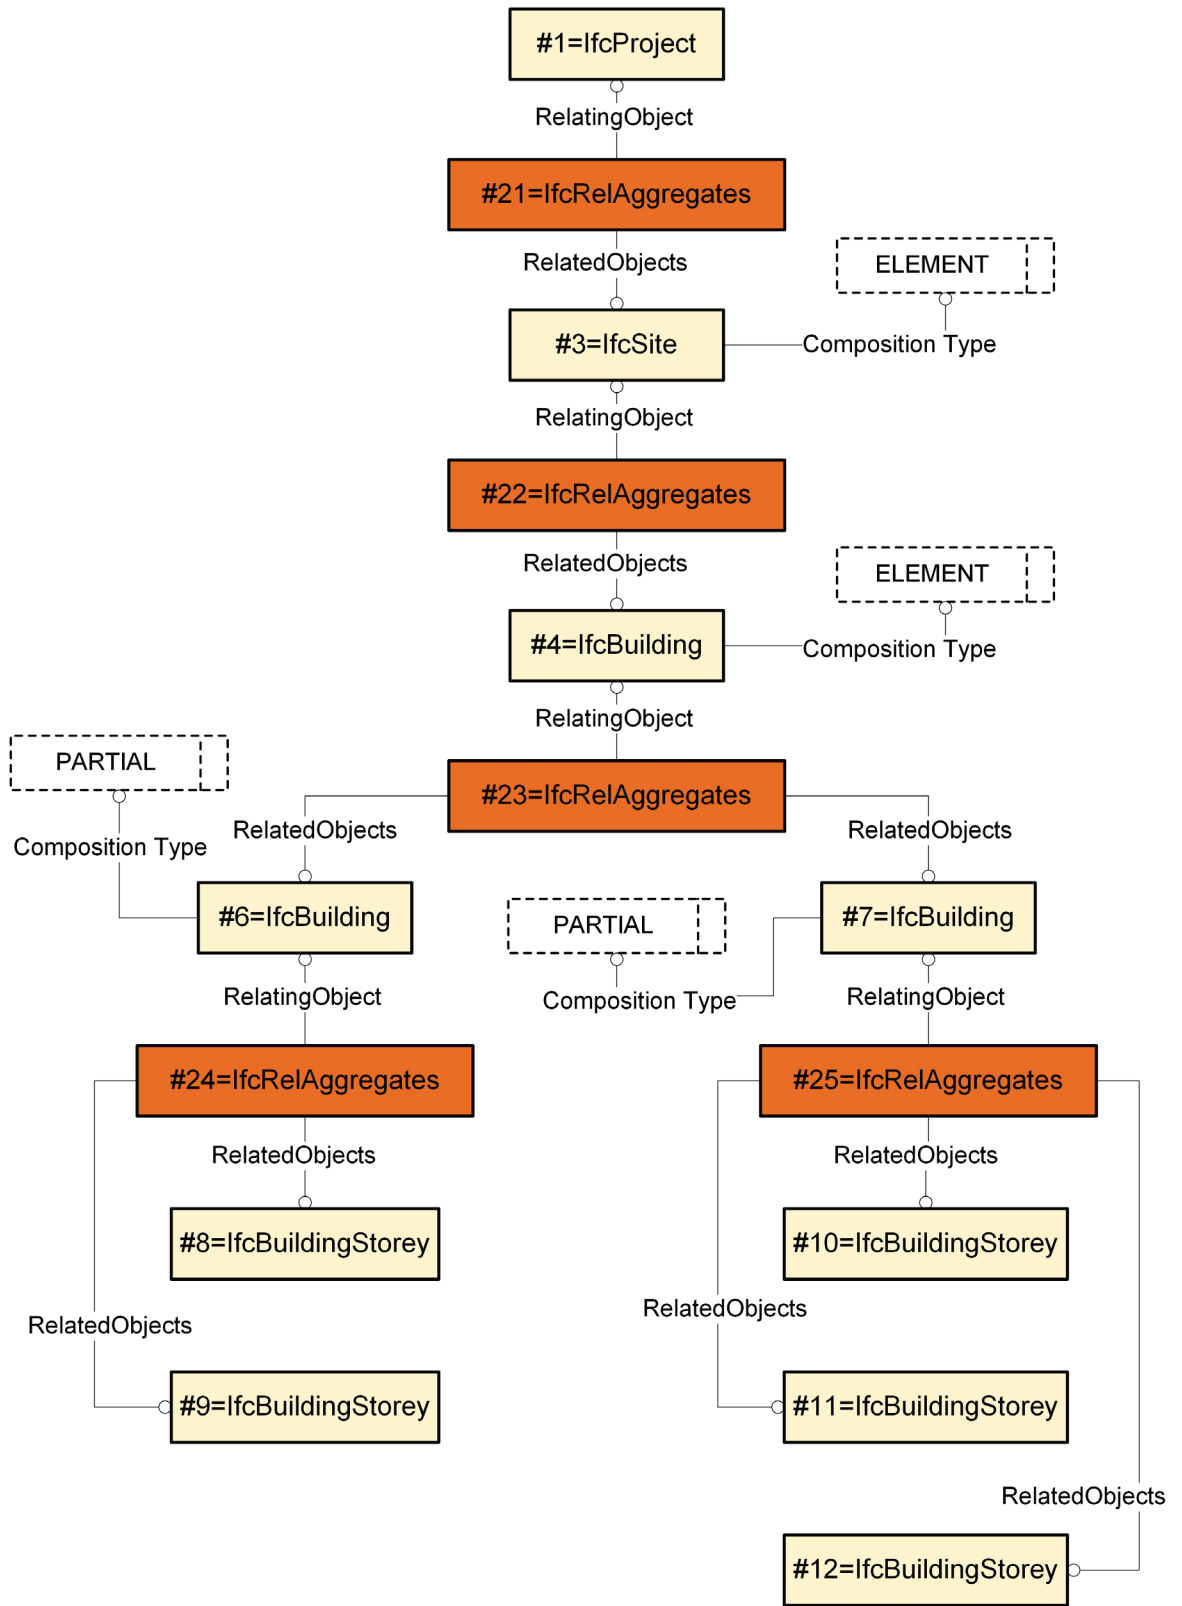 #1=IfcProject
RelatingObject
#21=IfcRelAggregates
RelatedObjects
ELEMENT
#3=IfcSite
Composition Type
RelatingObject
#22=IfcRelAggregates
RelatedObjects
ELEMENT
#4=IfcBuilding
Composition Type
RelatingObject
PARTIAL
#23=IfcRelAggregates
RelatedObjects
RelatedObjects
Composition Type
#6=IfcBuilding
PARTIAL
#7=IfcBuilding
RelatingObject
Composition Type
RelatingObject
#24=IfcRelAggregates
#25=IfcRelAggregates
RelatedObjects
RelatedObjects
#8=IfcBuildingStorey
#10=IfcBuildingStorey
RelatedObjects
RelatedObjects
#9=IfcBuildingStorey
#11=IfcBuildingStorey
RelatedObjects
#12=IfcBuildingStorey